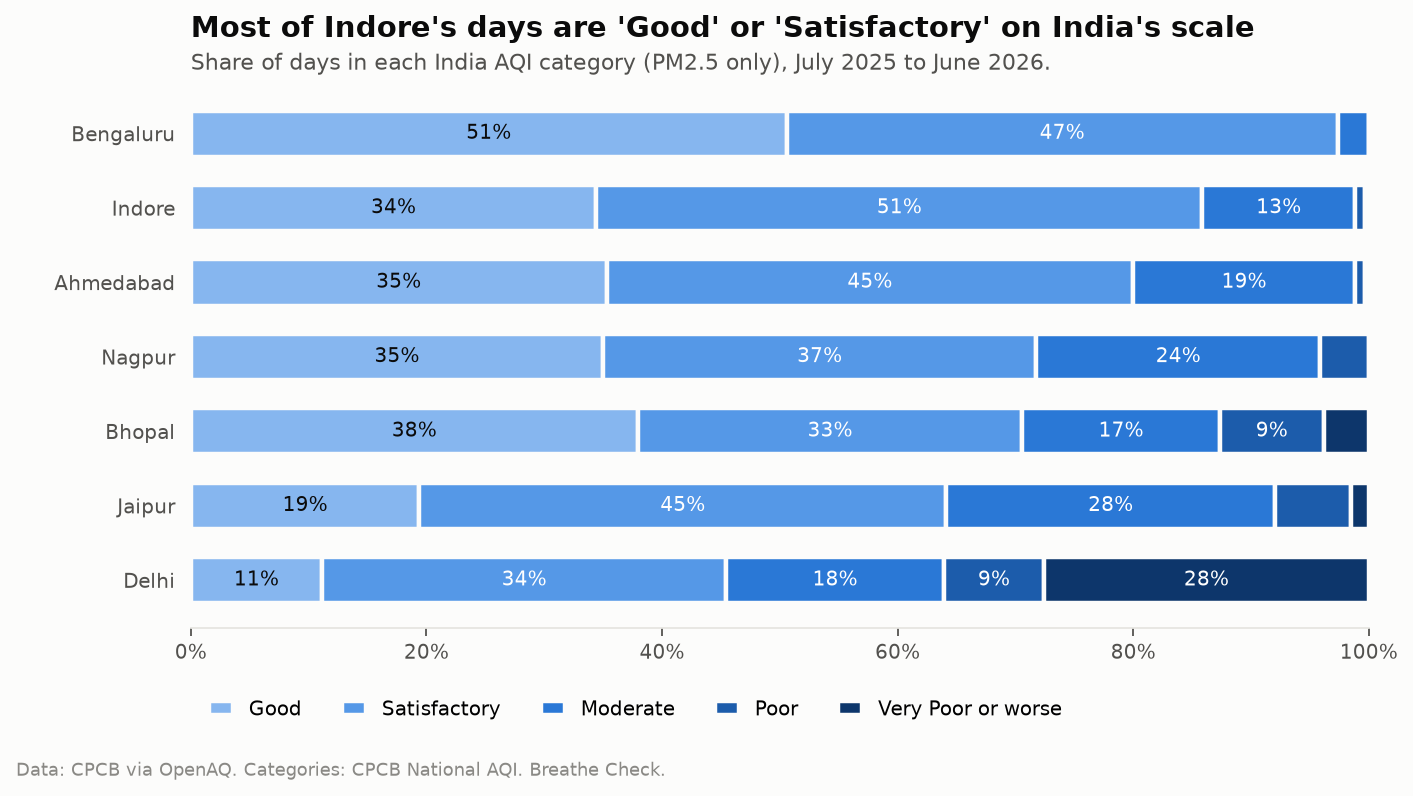 Most of Indore's days are 'Good' or 'Satisfactory' on India's scale
Share of days in each India AQI category (PM2.5 only), July 2025 to June 2026.
Bengaluru 51% 47%
Indore 34% 51% 13%
Ahmedabad 35% 45% 19%
Nagpur 35% 37% 24%
Bhopal 38% 33% 17% 9%
Jaipur 19% 45% 28%
Delhi 11% 34% 18% 9% 28%
0% 20% 40% 60% 80% 100%
Good Satisfactory Moderate Poor Very Poor or worse
Data: CPCB via OpenAQ. Categories: CPCB National AQI. Breathe Check.